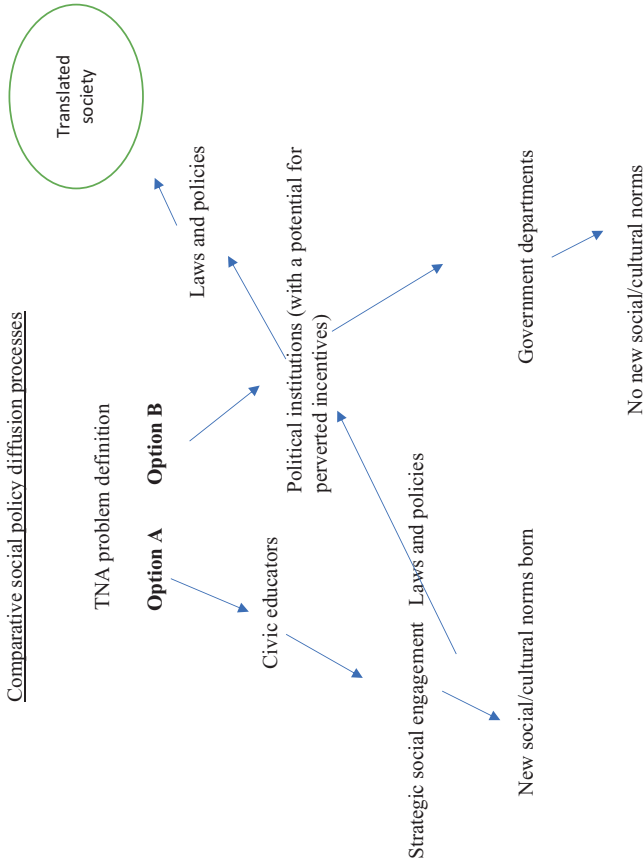 Comparative social policy diffusion processes
Translated
society
TNA problem definition
Option A Option B
Laws and policies
Civic educators
Political institutions (with a potential for
perverted incentives)
Strategic social engagement Laws and policies
New social/cultural norms born
Government departments
No new social/cultural norms